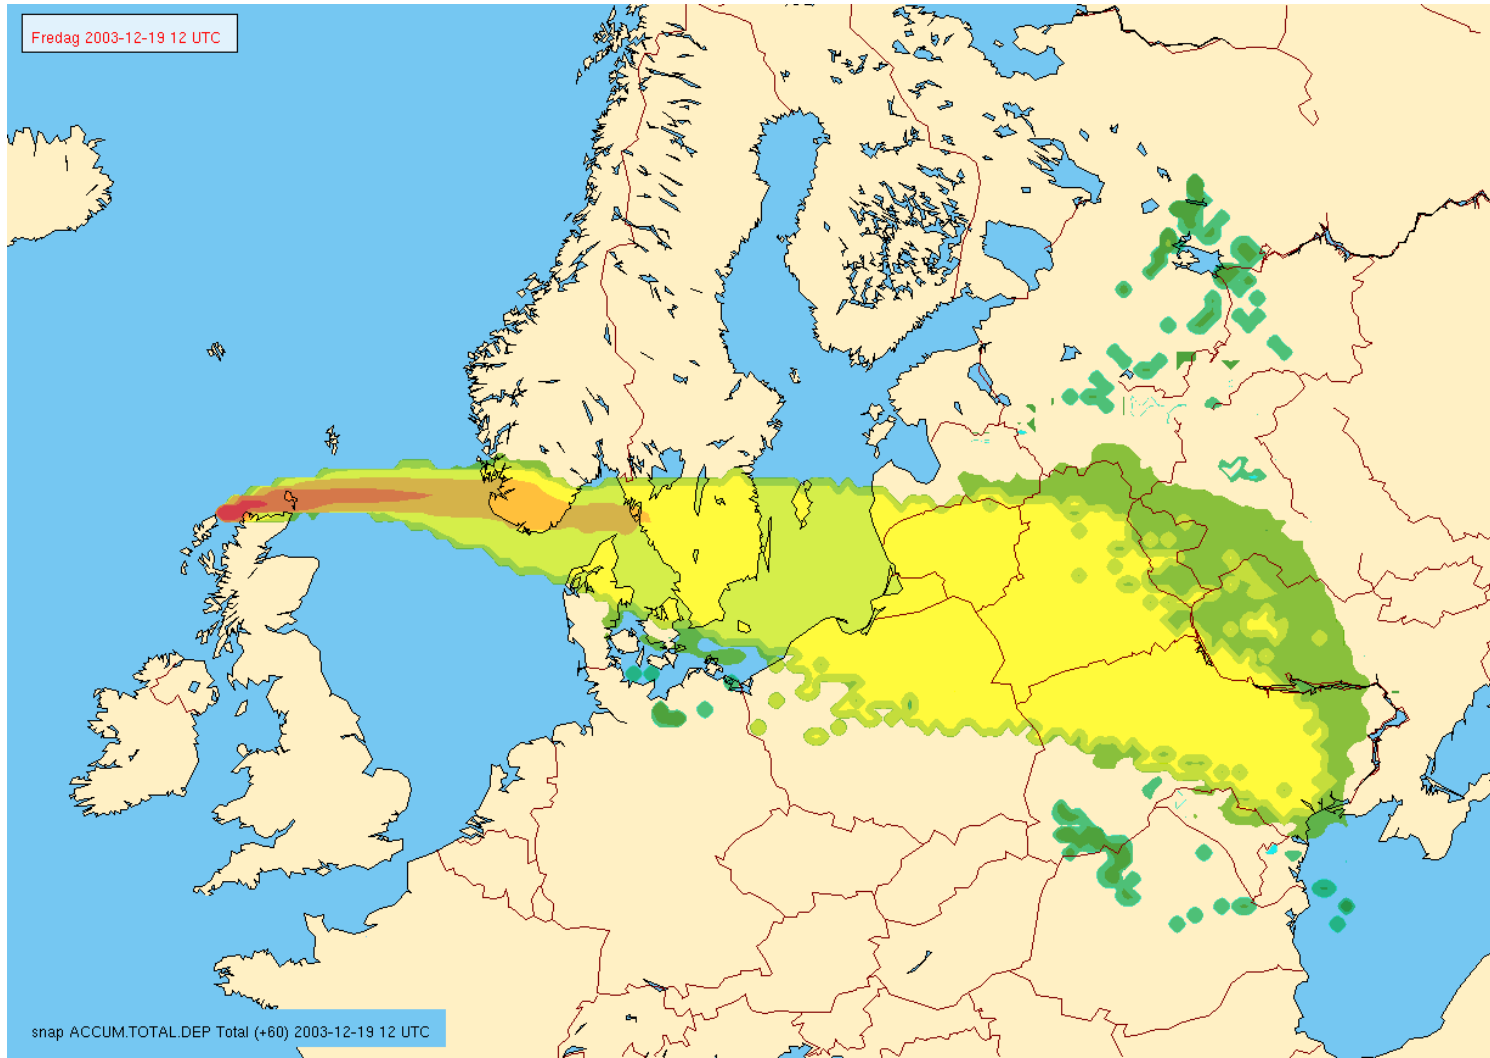 Fredag 2003-12-19 12 UTC
snap ACCUM.TOTAL.DEP Total (+60) 2003-12-19 12 UTC